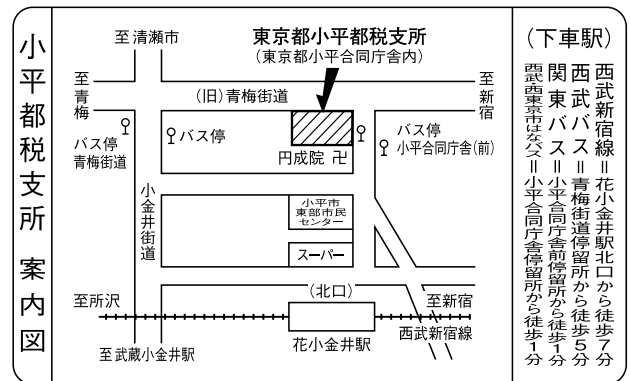 小平都税支所 案内図
至清瀬市
東京都小平都税支所
(東京都小平合同庁舎内)
至青梅
(旧)青梅街道
至新宿
バス停
青梅街道
バス停
バス停
小平合同庁舎(前)
円成院 卍
小金井街道
小平市
東部市民
センター
スーパー
(北口)
至所沢
至新宿
花小金井駅
西武新宿線
至武蔵小金井駅
(下車駅)
西武新宿線=花小金井駅北口から徒歩7分
西武バス=青梅街道停留所から徒歩5分
関東バス=小平合同庁舎前停留所から徒歩1分
西武・西東京市はなバス=小平合同庁舎停留所から徒歩1分